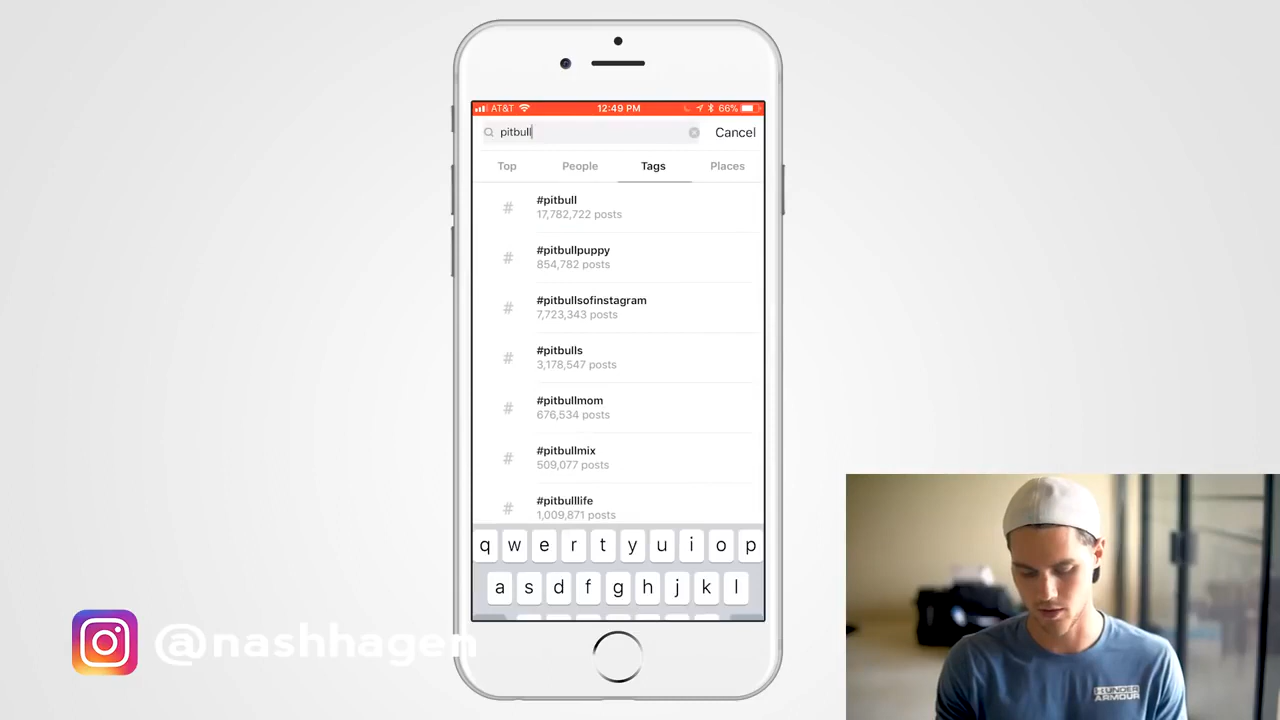 AT&T 12:49 PM 66%
pitbull Cancel
Top People Tags Places
# #pitbull
17,782,722 posts
# #pitbullpuppy
854,782 posts
# #pitbullsofinstagram
7,723,343 posts
# #pitbulls
3,178,547 posts
# #pitbullmom
676,534 posts
# #pitbullmix
509,077 posts
# #pitbulllife
1,009,871 posts
q w e r t y u i o p
a s d f g h j k l
@nashhagen
UNDER
ARMOUR